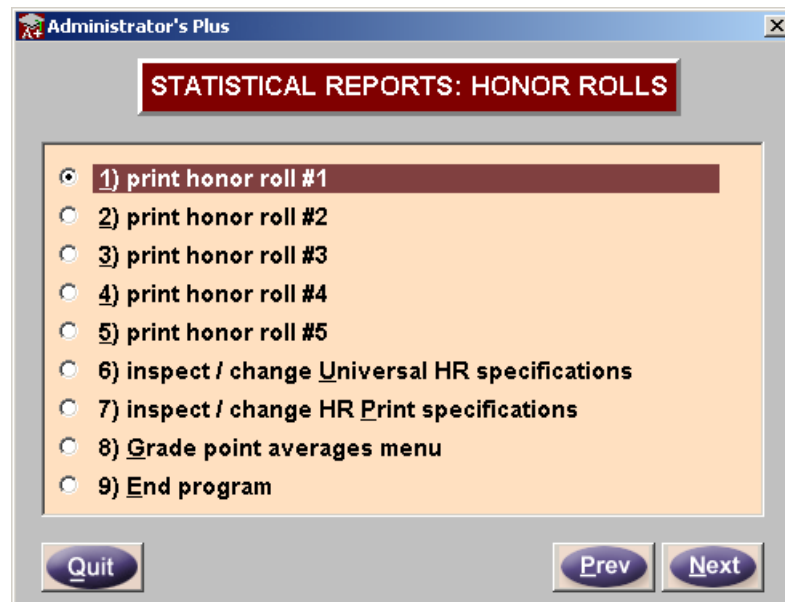 Administrator's Plus
STATISTICAL REPORTS: HONOR ROLLS
1) print honor roll #1
2) print honor roll #2
3) print honor roll #3
4) print honor roll #4
5) print honor roll #5
6) inspect / change Universal HR specifications
7) inspect / change HR Print specifications
8) Grade point averages menu
9) End program
Quit Prev Next